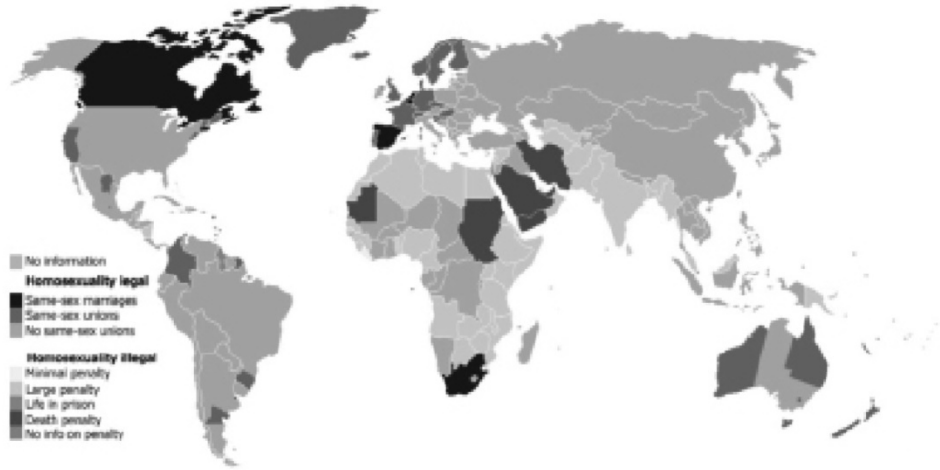 No information
Homosexuality legal
Same-sex marriages
Same-sex unions
No same-sex unions
Homosexuality illegal
Minimal penalty
Large penalty
Life in prison
Death penalty
No info on penalty